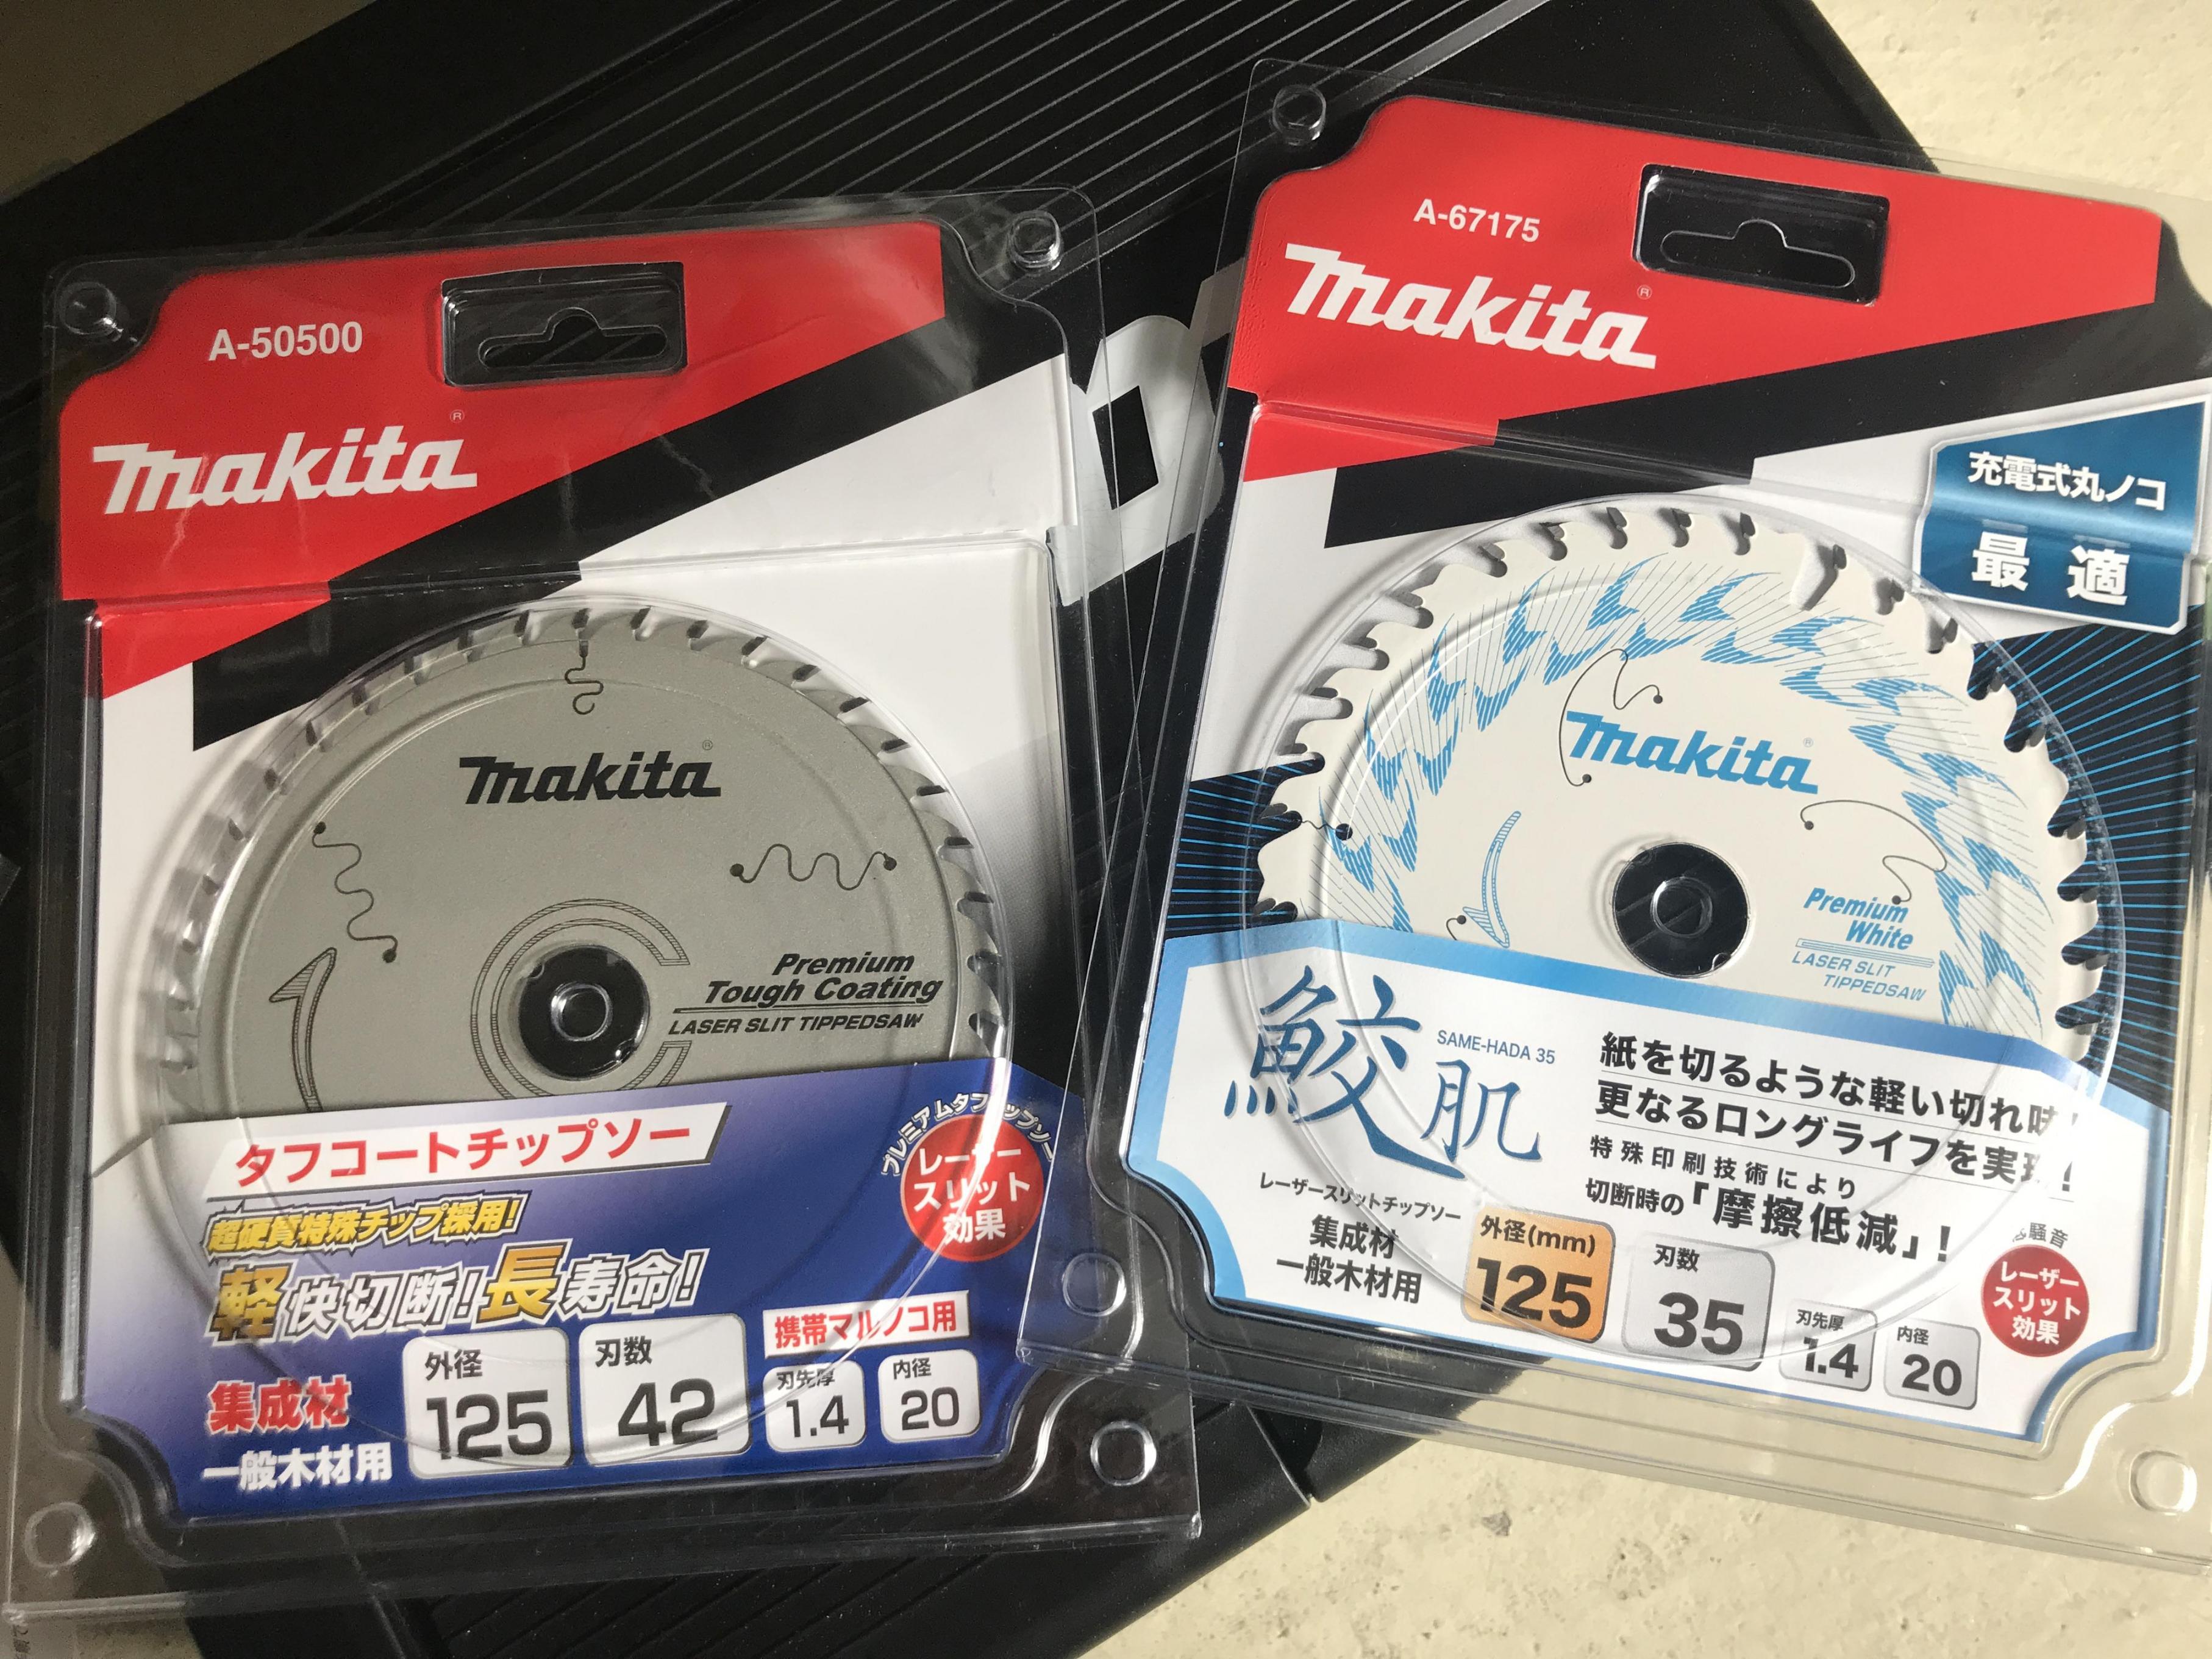 A-50500
makita®
makita®
Premium
Tough Coating
LASER SLIT TIPPEDSAW
タフコートチップソー
プレミアムタフチップソー
レーザー
スリット
効果
超硬質特殊チップ採用!
軽快切断!長寿命!
携帯マルノコ用
集成材
一般木材用
外径
125
刃数
42
刃先厚
1.4
内径
20
A-67175
makita®
充電式丸ノコ
最適
makita®
Premium
White
LASER SLIT
TIPPEDSAW
鮫肌
SAME-HADA 35
紙を切るような軽い切れ味!
更なるロングライフを実現!
特殊印刷技術により
切断時の「摩擦低減」!
レーザースリットチップソー
集成材
一般木材用
外径(mm)
125
刃数
35
刃先厚
1.4
内径
20
低騒音
レーザー
スリット
効果